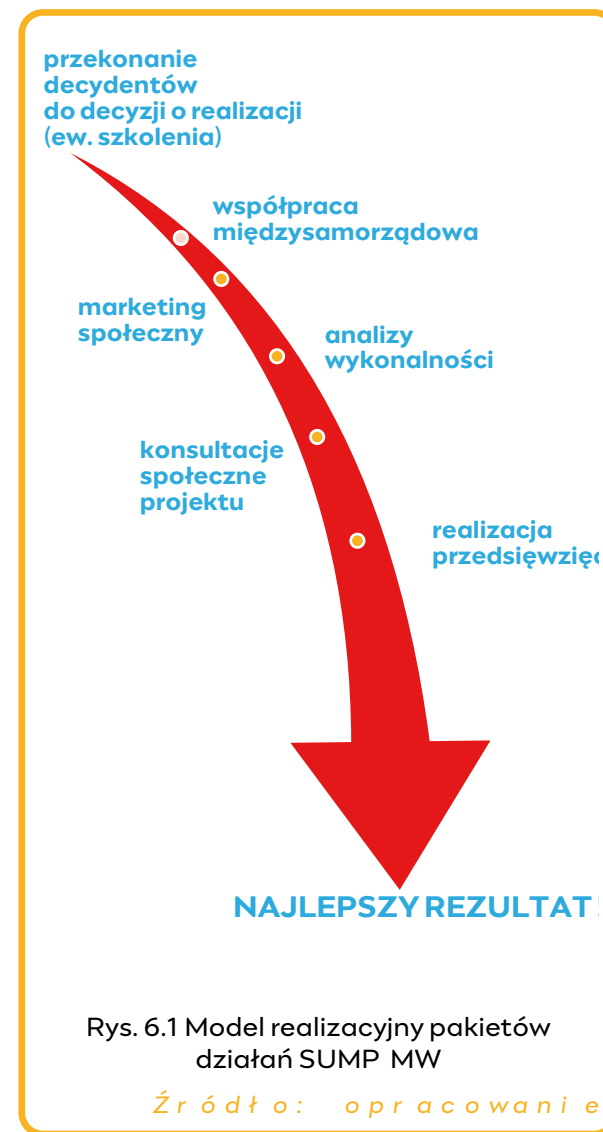 przekonanie
decydentów
do decyzji o realizacji
(ew. szkolenia)
współpraca
międzysamorządowa
marketing
społeczny
analizy
wykonalności
konsultacje
społeczne
projektu
realizacja
NAJLEPSZY REZULTAT
Rys. 6.1 Model realizacyjny pakietów
działań SUMP MW
Źródło: opracowanie